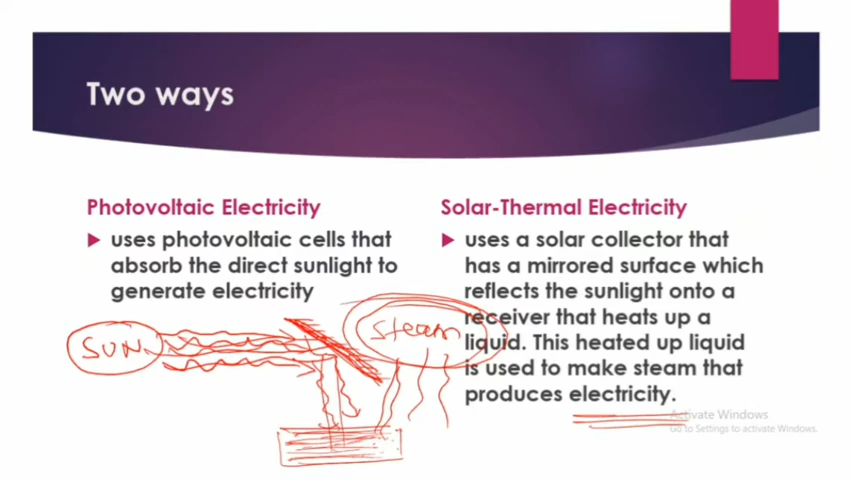 Two ways
Photovoltaic Electricity
uses photovoltaic cells that
absorb the direct sunlight to
generate electricity
Solar-Thermal Electricity
uses a solar collector that
has a mirrored surface which
reflects the sunlight onto a
receiver that heats up a
liquid. This heated up liquid
is used to make steam that
produces electricity.
SUN
Steam
Activate Windows
Go to Settings to activate Windows.